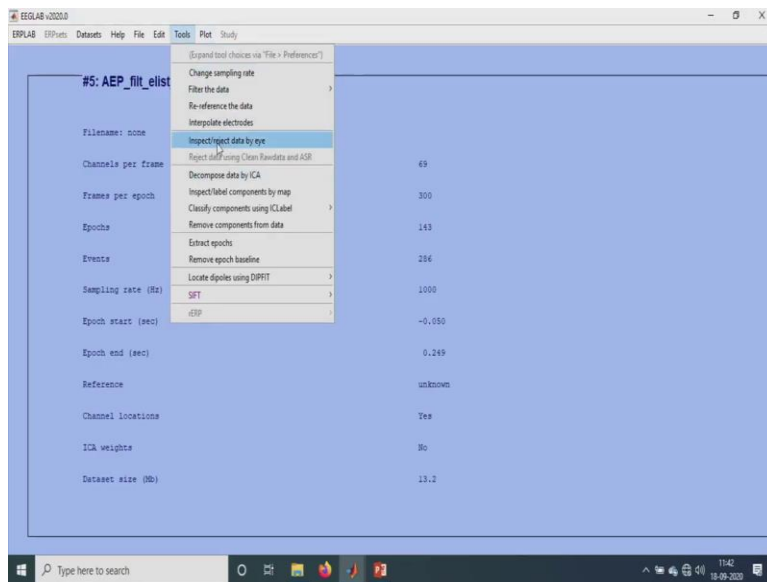 EEGLAB v2020.0
ERPLAB ERPsets Datasets Help File Edit Tools Plot Study
(Expand tool choices via "File > Preferences")
Change sampling rate
Filter the data
Re-reference the data
Interpolate electrodes
Inspect/reject data by eye
Reject data using Clean Rawdata and ASR
Decompose data by ICA
Inspect/label components by map
Classify components using ICLabel
Remove components from data
Extract epochs
Remove epoch baseline
Locate dipoles using DIPFIT
SIFT
rERP
#5: AEP_filt_elist
Filename: none
Channels per frame 69
Frames per epoch 300
Epochs 143
Events 286
Sampling rate (Hz) 1000
Epoch start (sec) -0.050
Epoch end (sec) 0.249
Reference unknown
Channel locations Yes
ICA weights No
Dataset size (Mb) 13.2
Type here to search
11:42
18-09-2020